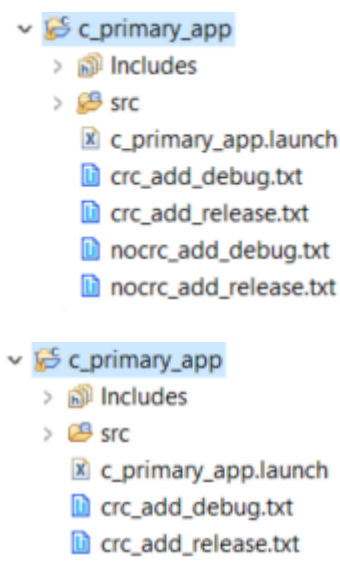 c_primary_app
Includes
src
c_primary_app.launch
crc_add_debug.txt
crc_add_release.txt
nocrc_add_debug.txt
nocrc_add_release.txt
c_primary_app
Includes
src
c_primary_app.launch
crc_add_debug.txt
crc_add_release.txt